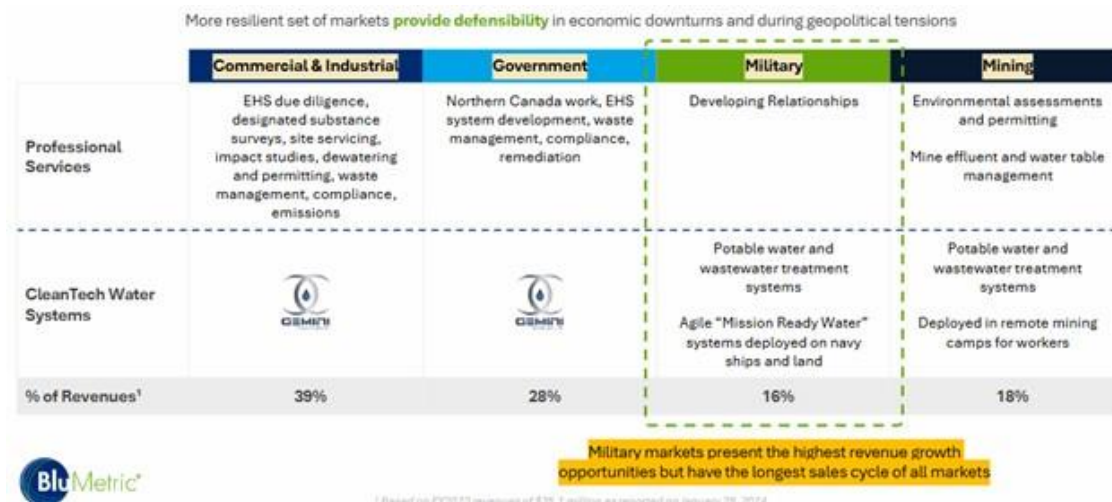 More resilient set of markets provide defensibility in economic downturns and during geopolitical tensions
Commercial & Industrial
Government
Military
Mining
Professional
Services
EHS due diligence,
designated substance
surveys, site servicing,
impact studies, dewatering
and permitting, waste
management, compliance,
emissions
Northern Canada work, EHS
system development, waste
management, compliance,
remediation
Developing Relationships
Environmental assessments
and permitting
Mine effluent and water table
management
CleanTech Water
Systems
GEMINI
GEMINI
Potable water and
wastewater treatment
systems
Agile "Mission Ready Water"
systems deployed on navy
ships and land
Potable water and
wastewater treatment
systems
Deployed in remote mining
camps for workers
% of Revenues¹
39%
28%
16%
18%
Military markets present the highest revenue growth
opportunities but have the longest sales cycle of all markets
BluMetric